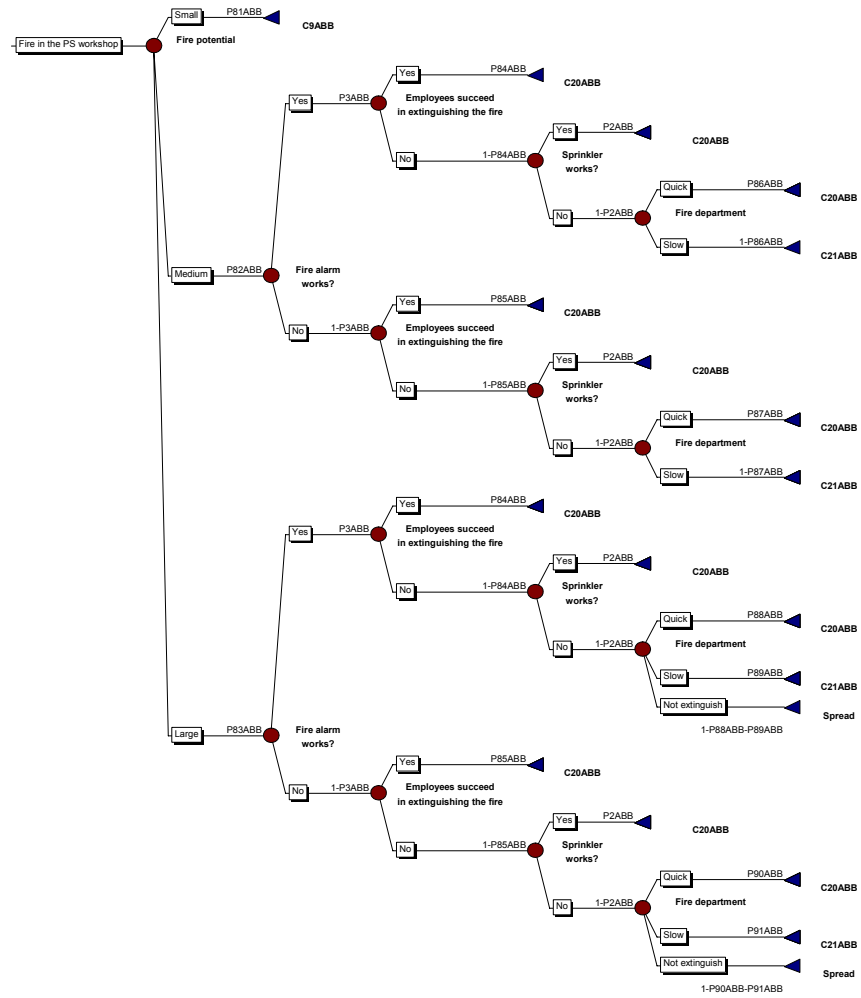 Small
P81ABB
C9ABB
Fire in the PS workshop
Fire potential
Yes
P84ABB
C20ABB
Yes
P3ABB
Employees succeed
in extinguishing the fire
Yes
P2ABB
C20ABB
No
1-P84ABB
Sprinkler
works?
Quick
P86ABB
C20ABB
No
1-P2ABB
Fire department
Slow
1-P86ABB
C21ABB
Medium
P82ABB
Fire alarm
works?
Yes
P85ABB
C20ABB
No
1-P3ABB
Employees succeed
in extinguishing the fire
Yes
P2ABB
C20ABB
No
1-P85ABB
Sprinkler
works?
Quick
P87ABB
C20ABB
No
1-P2ABB
Fire department
Slow
1-P87ABB
C21ABB
Yes
P84ABB
C20ABB
Yes
P3ABB
Employees succeed
in extinguishing the fire
Yes
P2ABB
C20ABB
No
1-P84ABB
Sprinkler
works?
Quick
P88ABB
C20ABB
No
1-P2ABB
Fire department
Slow
P89ABB
C21ABB
Not extinguish
Spread
1-P88ABB-P89ABB
Large
P83ABB
Fire alarm
works?
Yes
P85ABB
C20ABB
No
1-P3ABB
Employees succeed
in extinguishing the fire
Yes
P2ABB
C20ABB
No
1-P85ABB
Sprinkler
works?
Quick
P90ABB
C20ABB
No
1-P2ABB
Fire department
Slow
P91ABB
C21ABB
Not extinguish
Spread
1-P90ABB-P91ABB